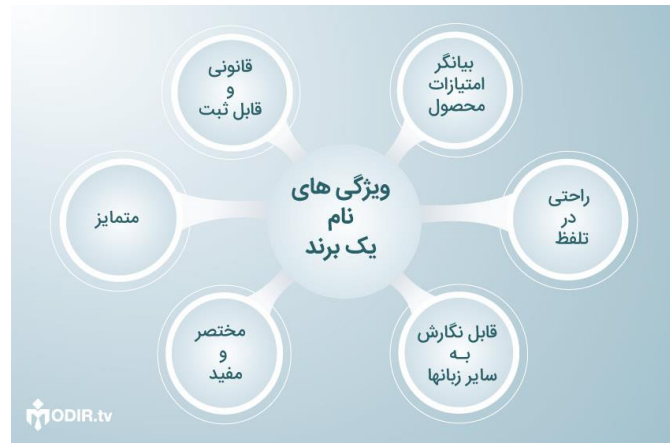 ویژگی های
نام
یک برند
بیانگر
امتیازات
محصول
راحتی
در
تلفظ
قابل نگارش
بـه
سایر زبانها
مختصر
و
مفید
متمایز
قانونی
و
قابل ثبت
MODIR.tv